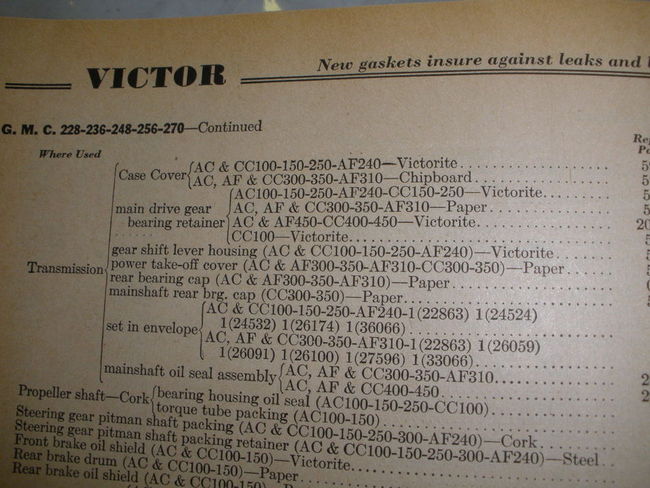 VICTOR
New gaskets insure against leaks and
G. M. C. 228-236-248-256-270—Continued
Where Used
Transmission
Case Cover
AC & CC100-150-250-AF240—Victorite
AC, AF & CC300-350-AF310—Chipboard
main drive gear
bearing retainer
AC100-150-250-AF240-CC150-250—Victorite
AC, AF & CC300-350-AF310—Paper
AC & AF450-CC400-450—Victorite
CC100—Victorite
gear shift lever housing (AC & CC100-150-250-AF240)—Victorite
power take-off cover (AC & AF300-350-AF310-CC300-350)—Paper
rear bearing cap (AC & AF300-350-AF310)—Paper
mainshaft rear brg. cap (CC300-350)—Paper
set in envelope
AC & CC100-150-250-AF240-1(22863) 1(24524)
1(24532) 1(26174) 1(36066)
AC, AF & CC300-350-AF310-1(22863) 1(26059)
1(26091) 1(26100) 1(27596) 1(33066)
mainshaft oil seal assembly
AC, AF & CC300-350-AF310
AC, AF & CC400-450
Propeller shaft—Cork
bearing housing oil seal (AC100-150-250-CC100)
torque tube packing (AC100-150)
Steering gear pitman shaft packing (AC & CC100-150-250-300-AF240)—Cork
Steering gear pitman shaft packing retainer (AC & CC100-150-250-300-AF240)—Steel
Front brake oil shield (AC & CC100-150)—Victorite
Rear brake drum (AC & CC100-150)—Paper
Rear brake oil shield (AC & CC100-150)